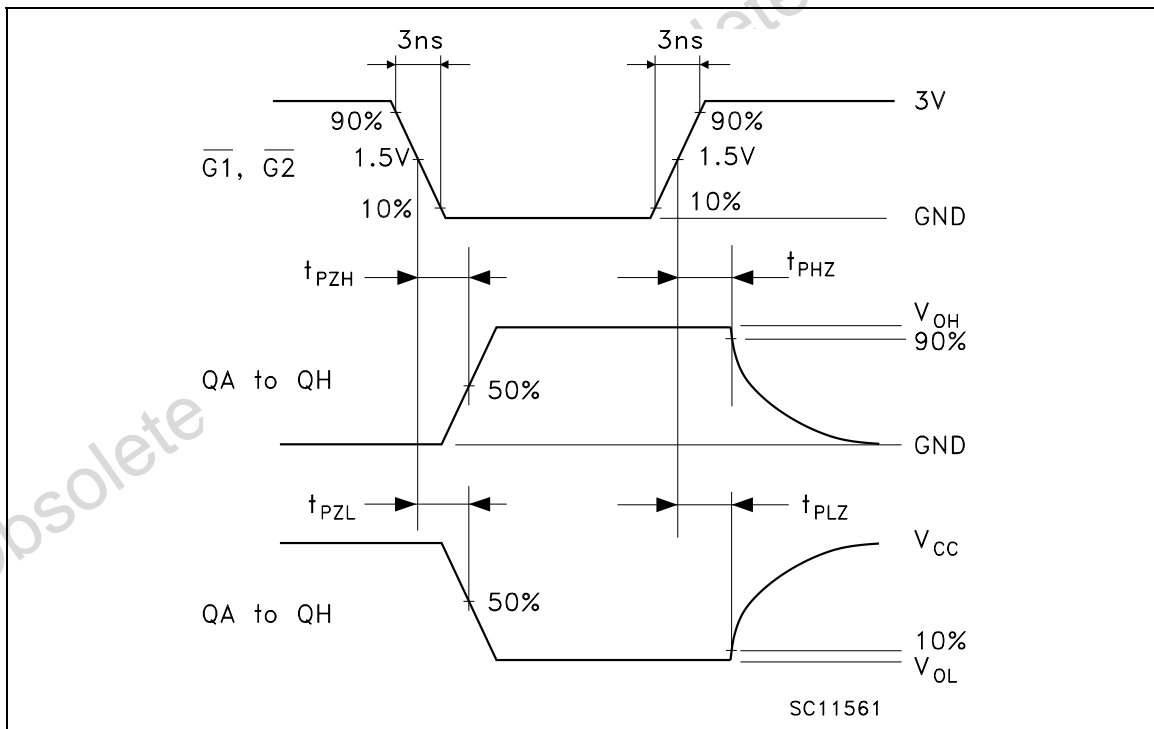 3ns 3ns
3V
90% 90%
G1, G2 1.5V 1.5V
10% 10%
GND
tPZH tPHZ
VOH
90%
QA to QH 50%
GND
tPZL tPLZ
VCC
50%
QA to QH
10%
VOL
SC11561
obsolete